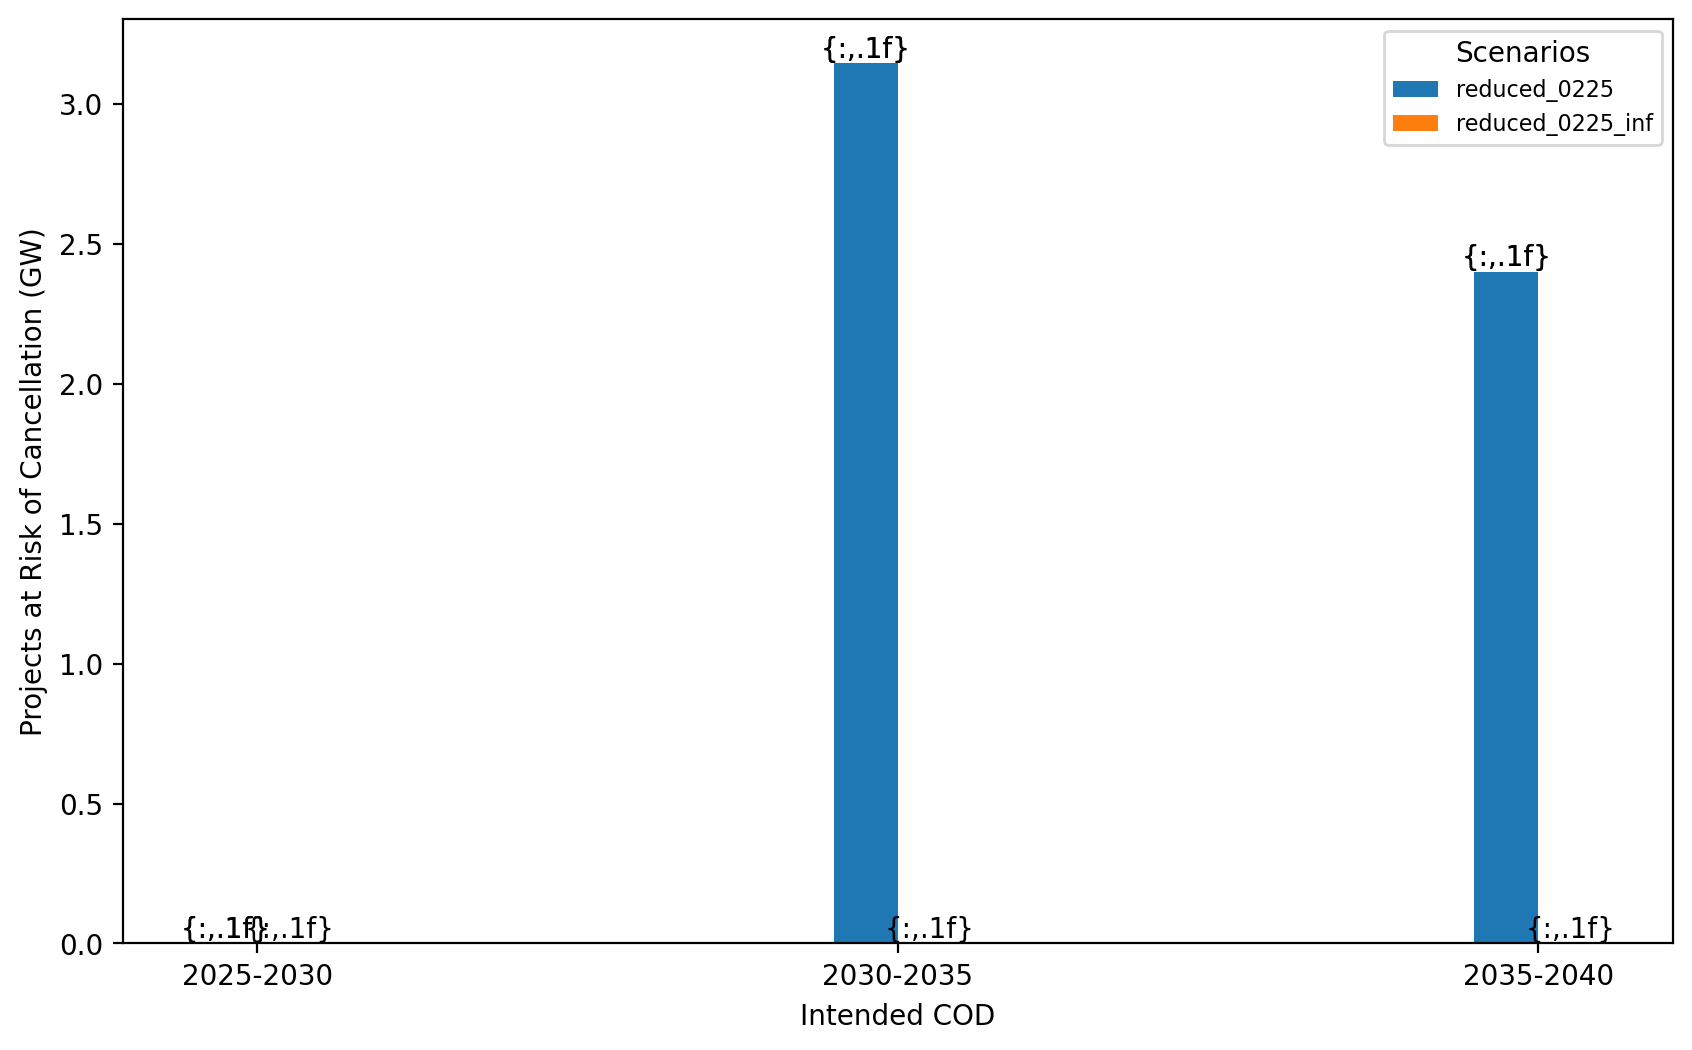 {:,.1f}
Scenarios
reduced_0225
reduced_0225_inf
3.0
2.5
{:,.1f}
2.0
1.5
1.0
0.5
0.0
Projects at Risk of Cancellation (GW)
{:,.1f}
{:,.1f}
{:,.1f}
{:,.1f}
2025-2030
2030-2035
2035-2040
Intended COD